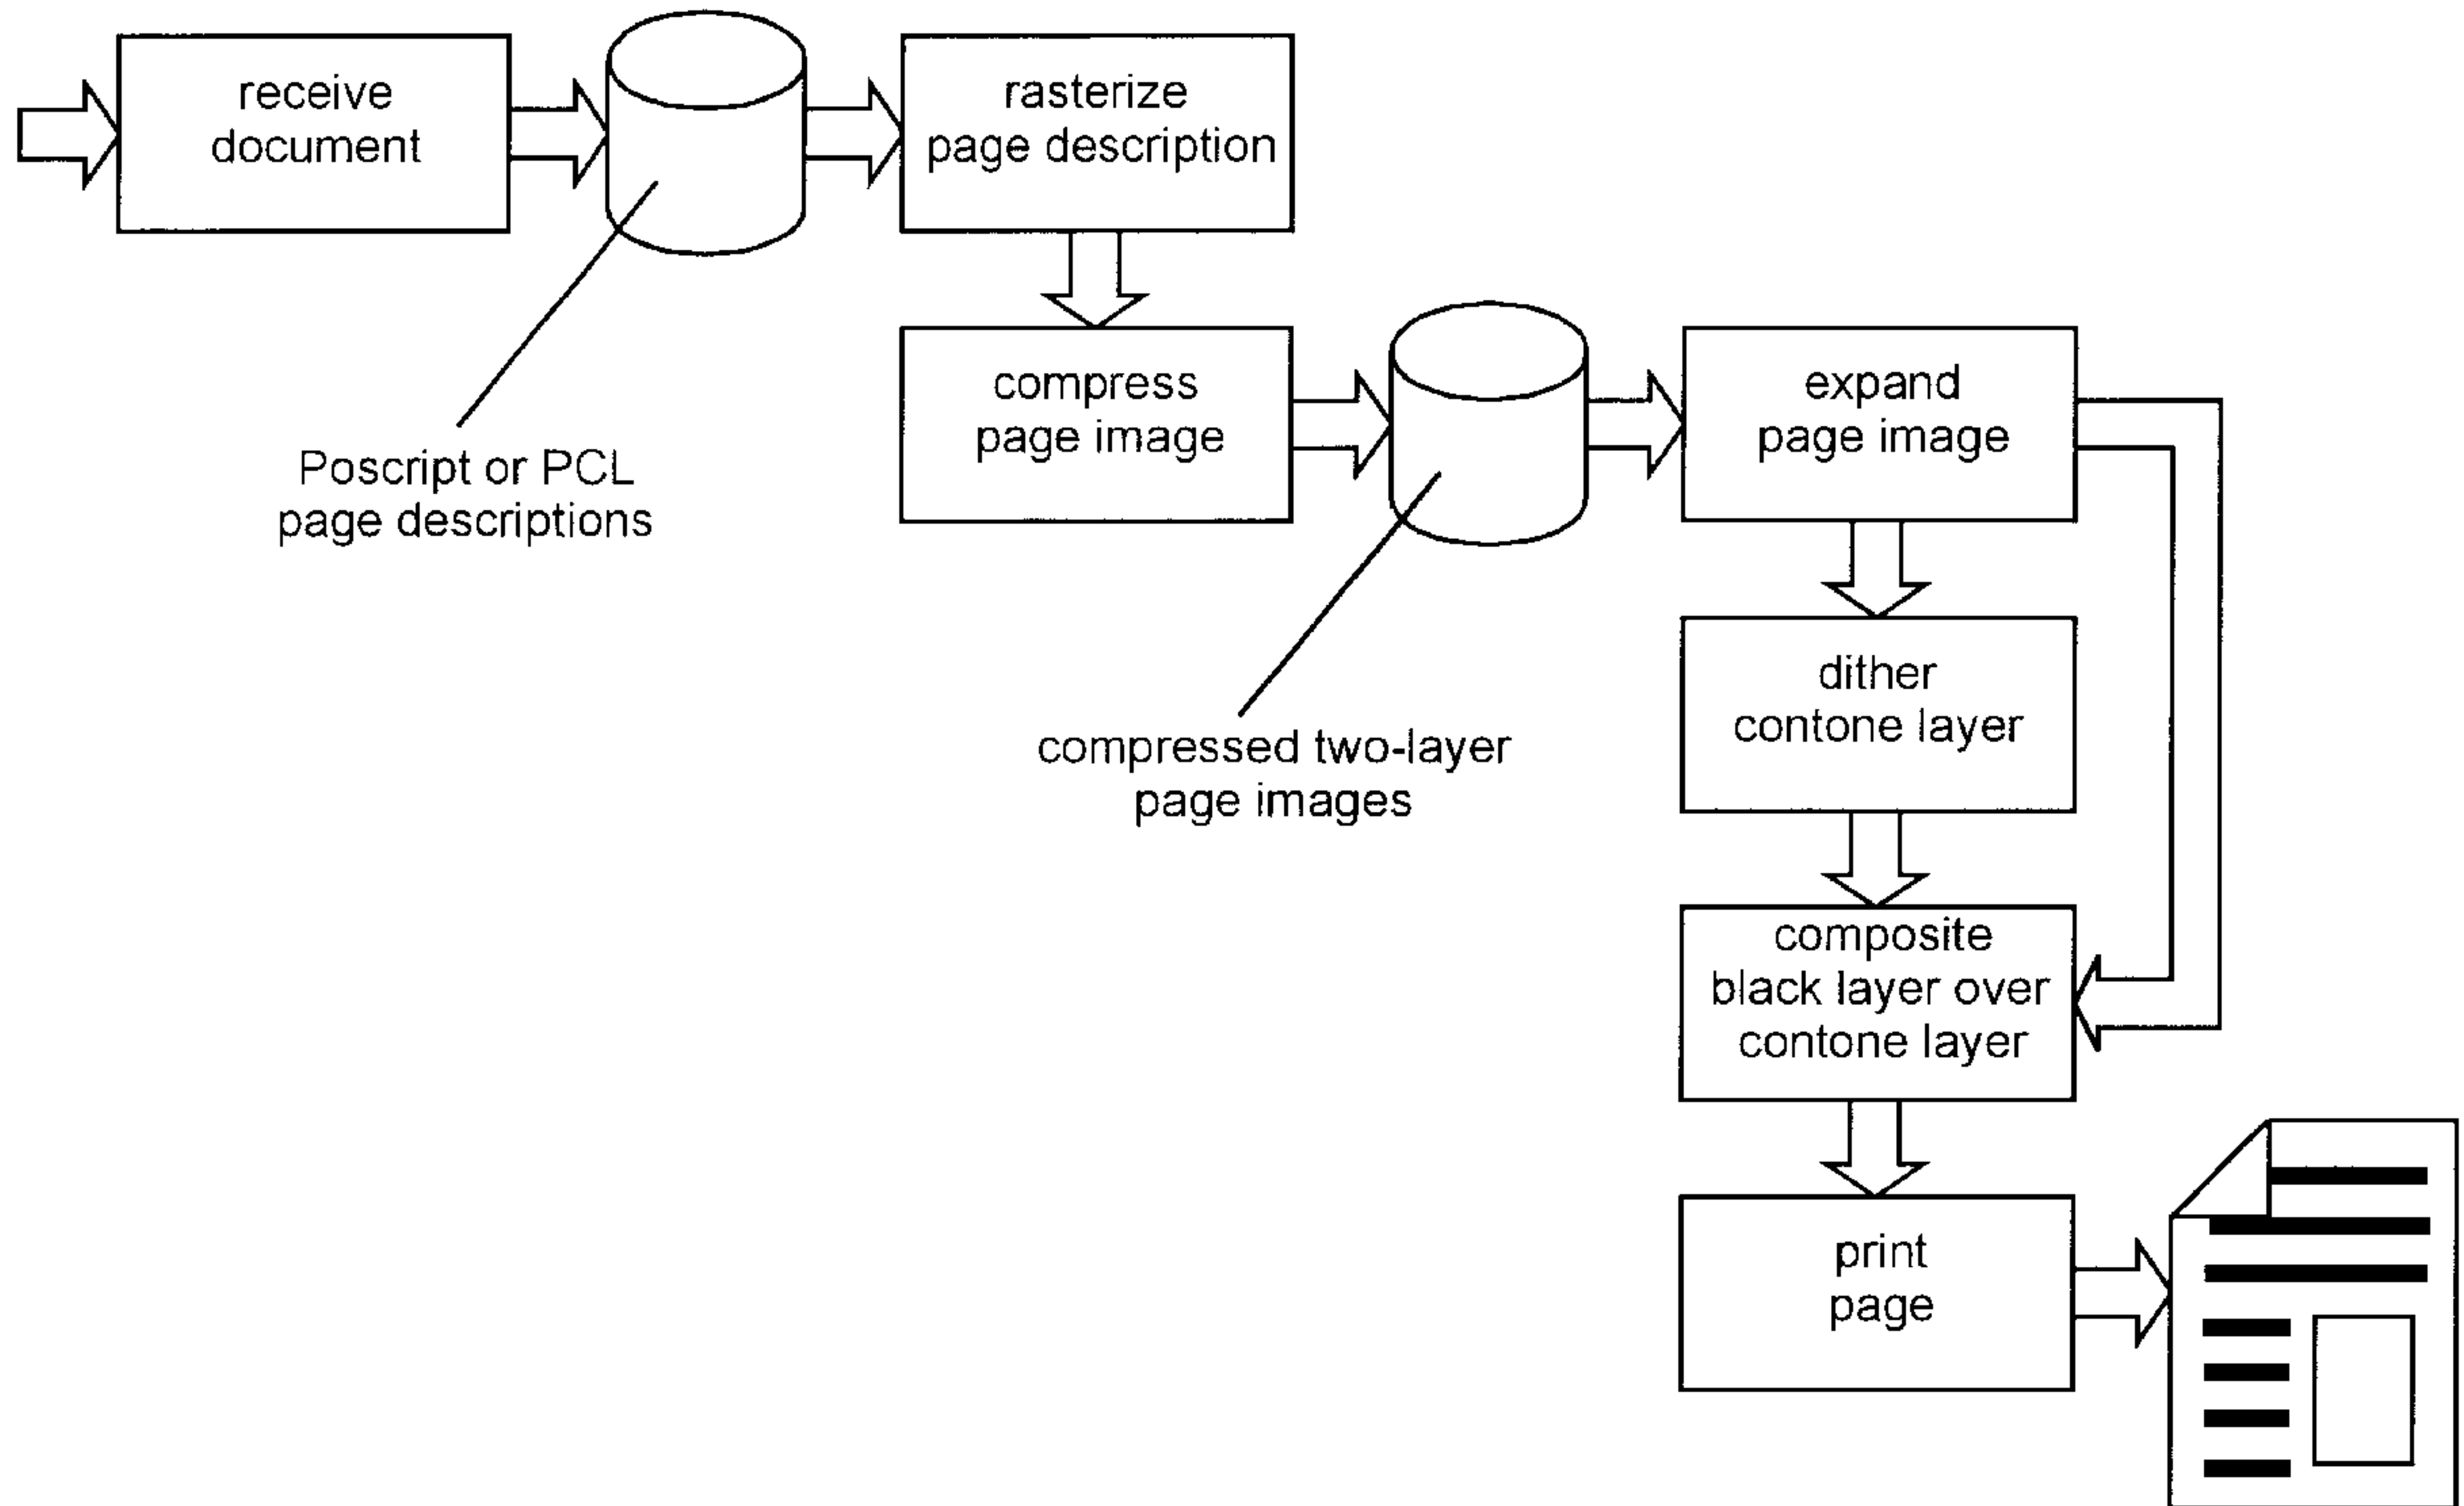 receive
document
rasterize
page description
Poscript or PCL
page descriptions
compress
page image
expand
page image
compressed two-layer
page images
dither
contone layer
composite
black layer over
contone layer
print
page